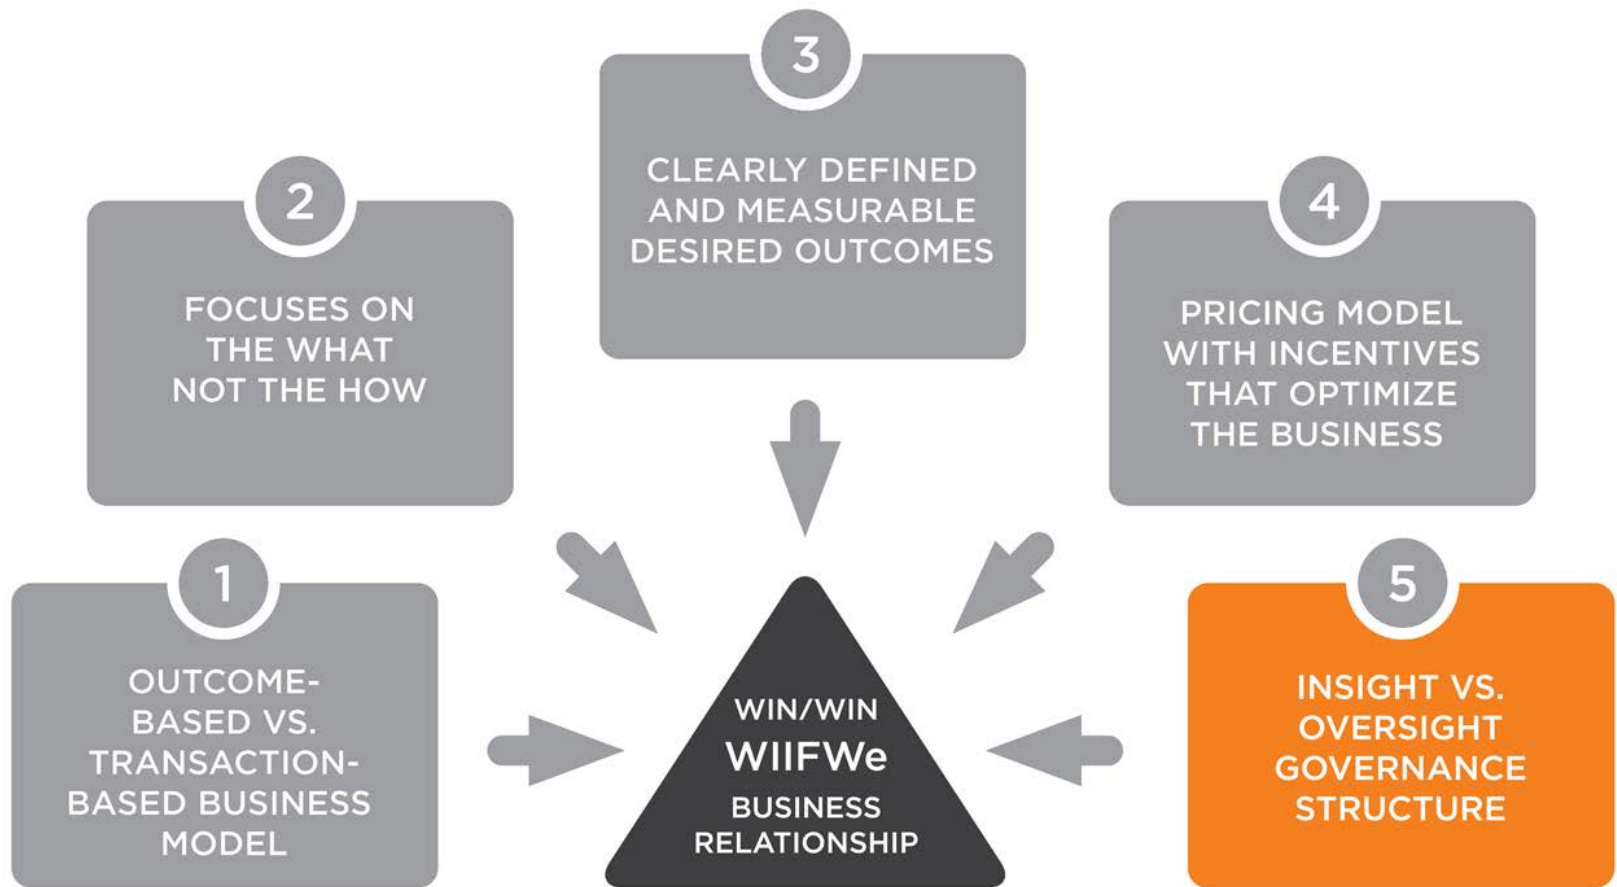 1
OUTCOME-
BASED VS.
TRANSACTION-
BASED BUSINESS
MODEL
2
FOCUSES ON
THE WHAT
NOT THE HOW
3
CLEARLY DEFINED
AND MEASURABLE
DESIRED OUTCOMES
4
PRICING MODEL
WITH INCENTIVES
THAT OPTIMIZE
THE BUSINESS
5
INSIGHT VS.
OVERSIGHT
GOVERNANCE
STRUCTURE
WIN/WIN
WIIFWe
BUSINESS
RELATIONSHIP